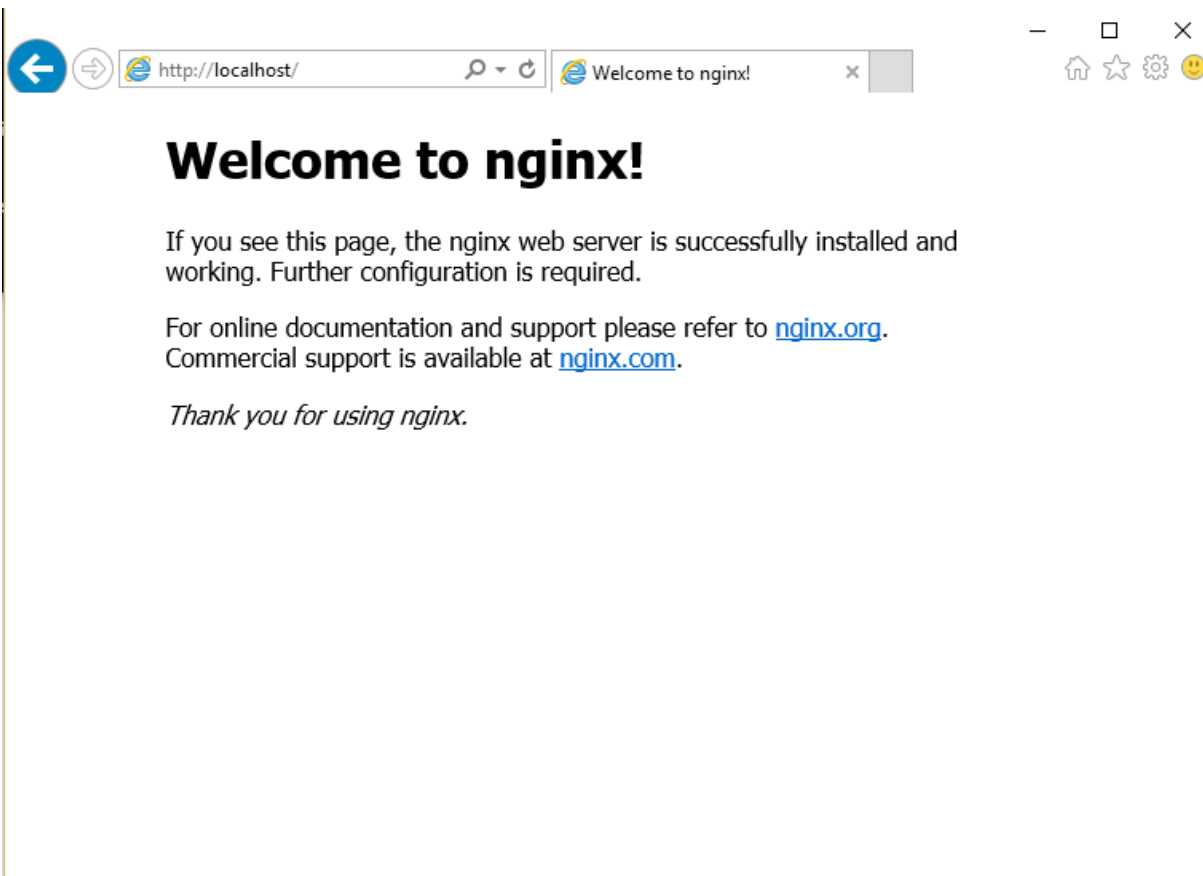 http://localhost/
Welcome to nginx!
Welcome to nginx!
If you see this page, the nginx web server is successfully installed and
working. Further configuration is required.
For online documentation and support please refer to nginx.org.
Commercial support is available at nginx.com.
Thank you for using nginx.